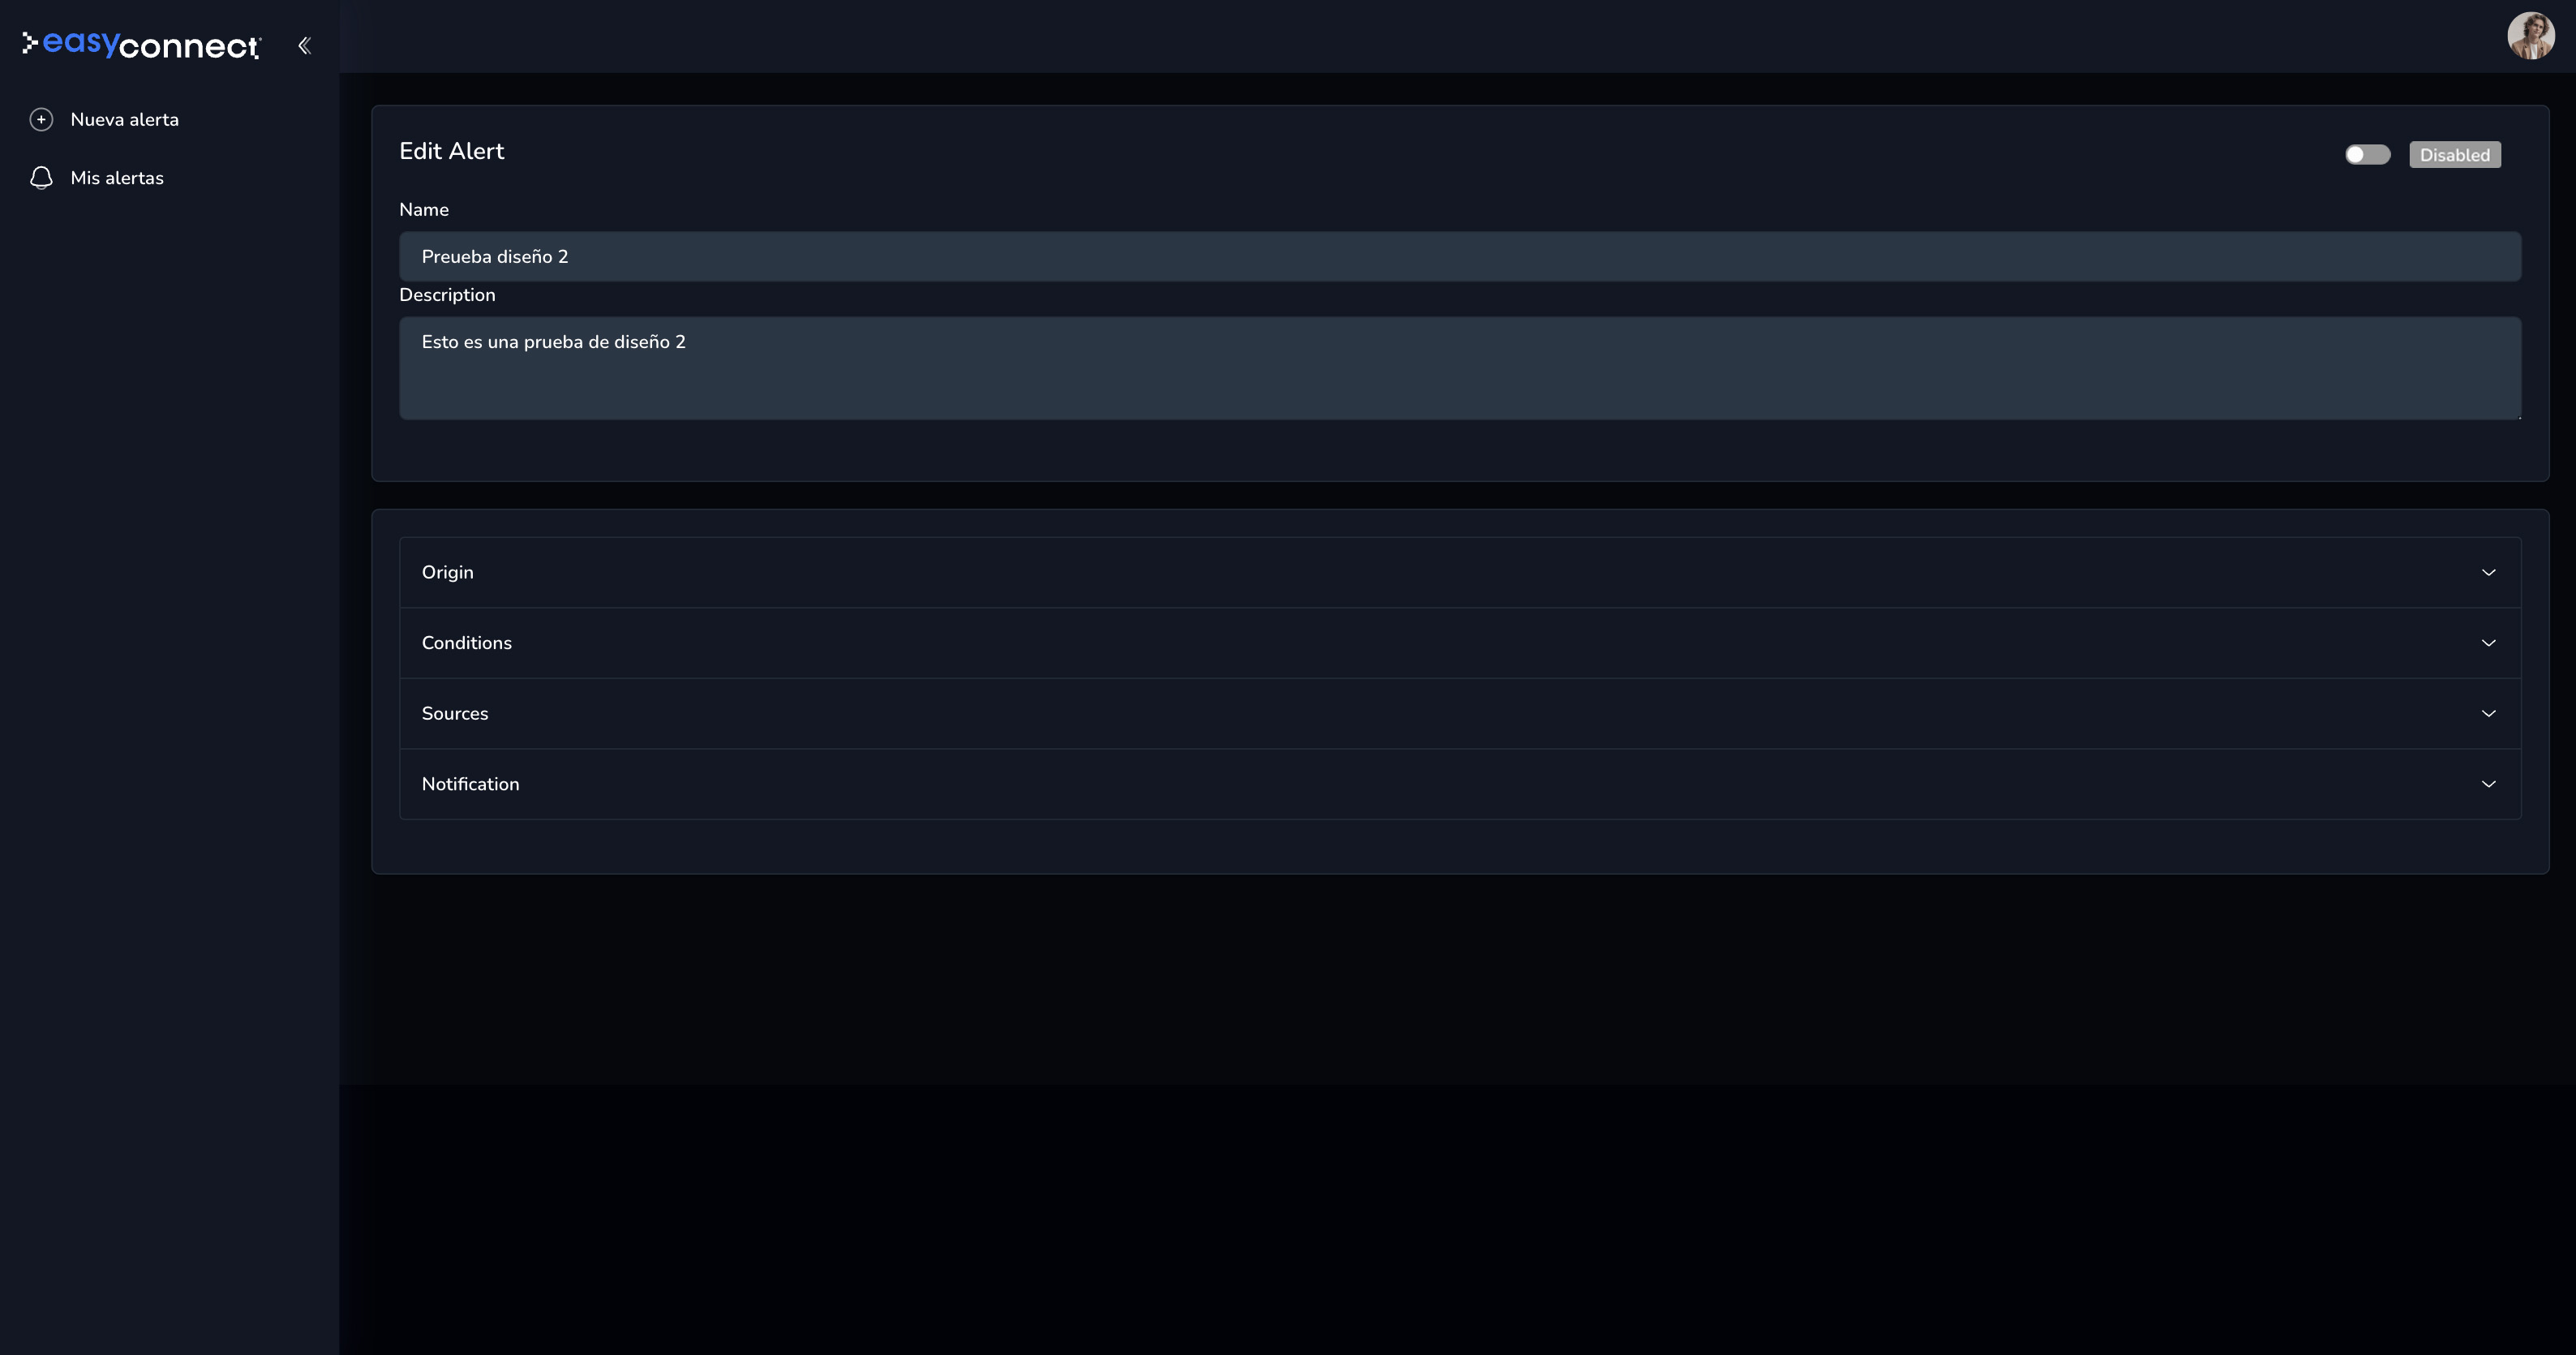 easyconnect
Nueva alerta
Mis alertas
Edit Alert
Disabled
Name
Preueba diseño 2
Description
Esto es una prueba de diseño 2
Origin
Conditions
Sources
Notification